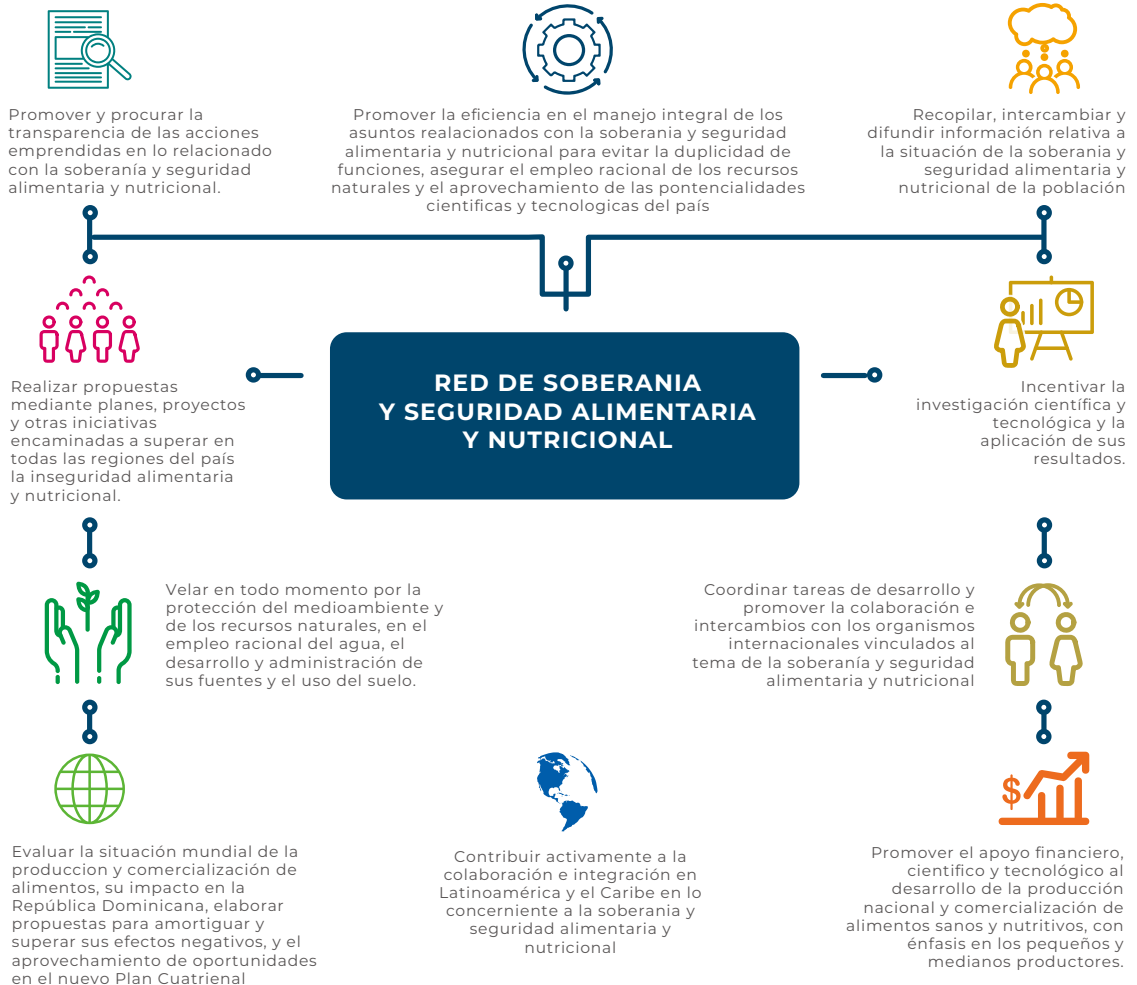 Promover y procurar la
transparencia de las acciones
emprendidas en lo relacionado
con la soberanía y seguridad
alimentaria y nutricional.
Promover la eficiencia en el manejo integral de los
asuntos realacionados con la soberania y seguridad
alimentaria y nutricional para evitar la duplicidad de
funciones, asegurar el empleo racional de los recursos
naturales y el aprovechamiento de las pontencialidades
cientificas y tecnologicas del país
Recopilar, intercambiar y
difundir información relativa a
la situación de la soberania y
seguridad alimentaria y
nutricional de la población
Realizar propuestas
mediante planes, proyectos
y otras iniciativas
encaminadas a superar en
todas las regiones del país
la inseguridad alimentaria
y nutricional.
RED DE SOBERANIA
Y SEGURIDAD ALIMENTARIA
Y NUTRICIONAL
Incentivar la
investigación científica y
tecnológica y la
aplicación de sus
resultados.
Velar en todo momento por la
protección del medioambiente y
de los recursos naturales, en el
empleo racional del agua, el
desarrollo y administración de
sus fuentes y el uso del suelo.
Coordinar tareas de desarrollo y
promover la colaboración e
intercambios con los organismos
internacionales vinculados al
tema de la soberanía y seguridad
alimentaria y nutricional
Evaluar la situación mundial de la
produccion y comercialización de
alimentos, su impacto en la
República Dominicana, elaborar
propuestas para amortiguar y
superar sus efectos negativos, y el
aprovechamiento de oportunidades
en el nuevo Plan Cuatrienal
Contribuir activamente a la
colaboración e integración en
Latinoamérica y el Caribe en lo
concerniente a la soberania y
seguridad alimentaria y
nutricional
$
Promover el apoyo financiero,
cientifico y tecnológico al
desarrollo de la producción
nacional y comercialización de
alimentos sanos y nutritivos, con
énfasis en los pequeños y
medianos productores.